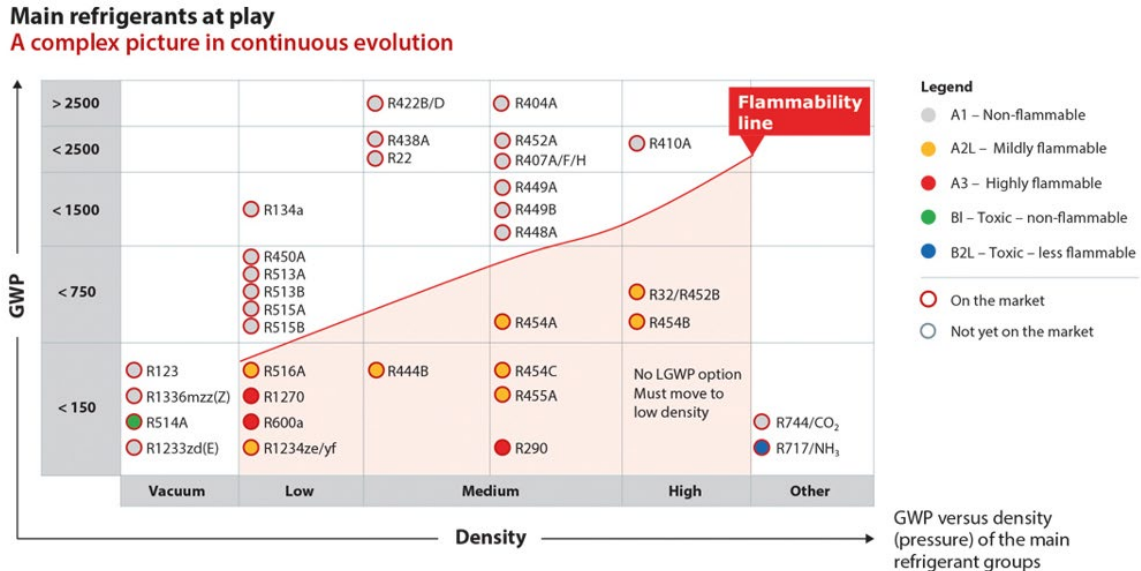 Main refrigerants at play
A complex picture in continuous evolution
GWP
> 2500
R422B/D
R404A
Flammability
line
< 2500
R438A
R22
R452A
R407A/F/H
R410A
< 1500
R134a
R449A
R449B
R448A
< 750
R450A
R513A
R513B
R515A
R515B
R454A
R32/R452B
R454B
< 150
R123
R1336mzz(Z)
R514A
R1233zd(E)
R516A
R1270
R600a
R1234ze/yf
R444B
R454C
R455A
R290
No LGWP option
Must move to
low density
R744/CO₂
R717/NH₃
Vacuum
Low
Medium
High
Other
Density
Legend
A1 – Non-flammable
A2L – Mildly flammable
A3 – Highly flammable
Bl – Toxic – non-flammable
B2L – Toxic – less flammable
On the market
Not yet on the market
GWP versus density
(pressure) of the main
refrigerant groups